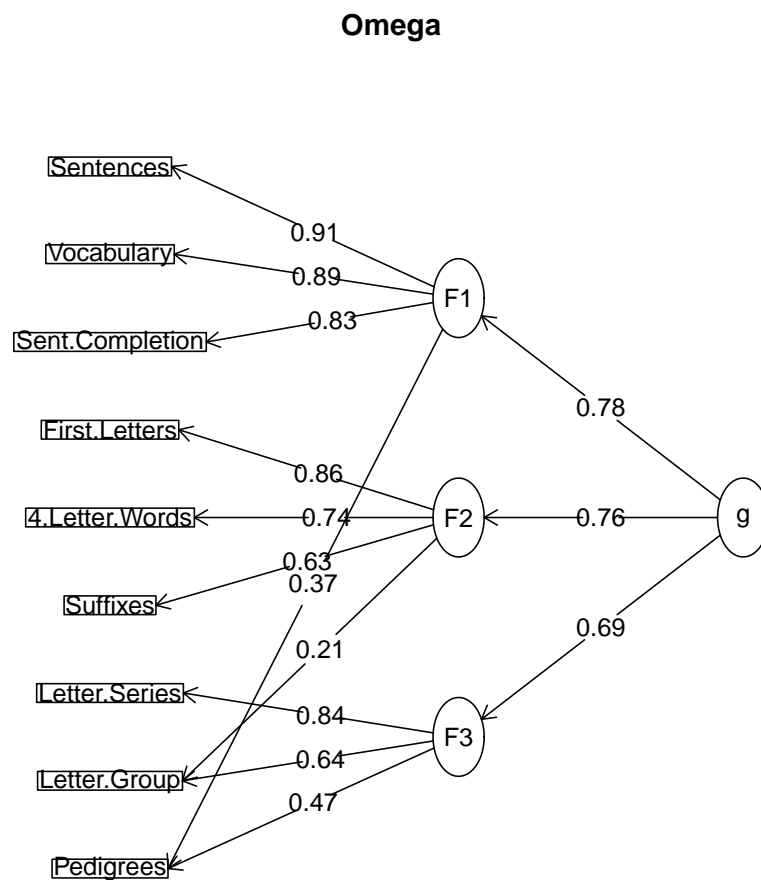 Omega
Sentences
0.91
Vocabulary
0.89
F1
Sent.Completion
0.83
0.78
First.Letters
0.86
4.Letter.Words
0.74
F2
0.76
g
0.63
0.37
Suffixes
0.69
0.21
Letter.Series
0.84
F3
0.64
Letter.Group
0.47
Pedigrees